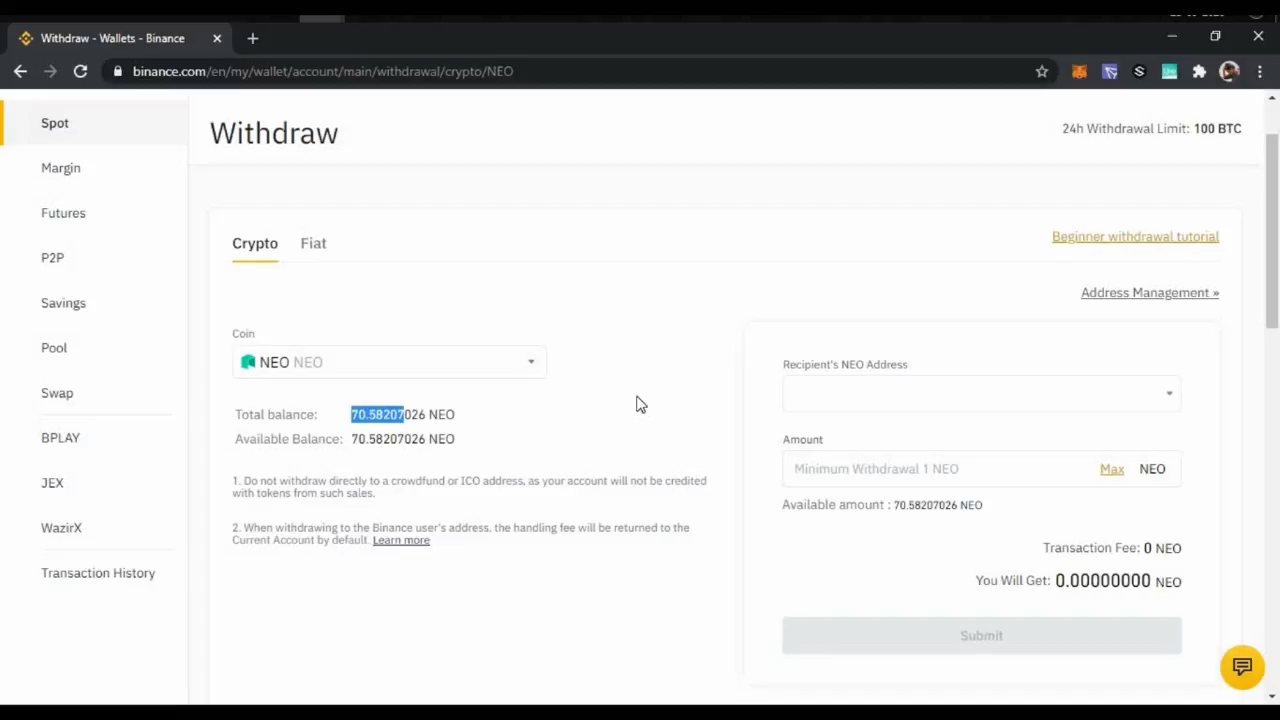 Withdraw - Wallets - Binance
binance.com/en/my/wallet/account/main/withdrawal/crypto/NEO
Spot
Margin
Futures
P2P
Savings
Pool
Swap
BPLAY
JEX
WazirX
Transaction History
Withdraw
24h Withdrawal Limit: 100 BTC
Crypto
Fiat
Beginner withdrawal tutorial
Address Management »
Coin
NEO NEO
Total balance: 70.58207026 NEO
Available Balance: 70.58207026 NEO
1. Do not withdraw directly to a crowdfund or ICO address, as your account will not be credited
with tokens from such sales.
2. When withdrawing to the Binance user's address, the handling fee will be returned to the
Current Account by default. Learn more
Recipient's NEO Address
Amount
Minimum Withdrawal 1 NEO
Max
NEO
Available amount : 70.58207026 NEO
Transaction Fee: 0 NEO
You Will Get: 0.00000000 NEO
Submit